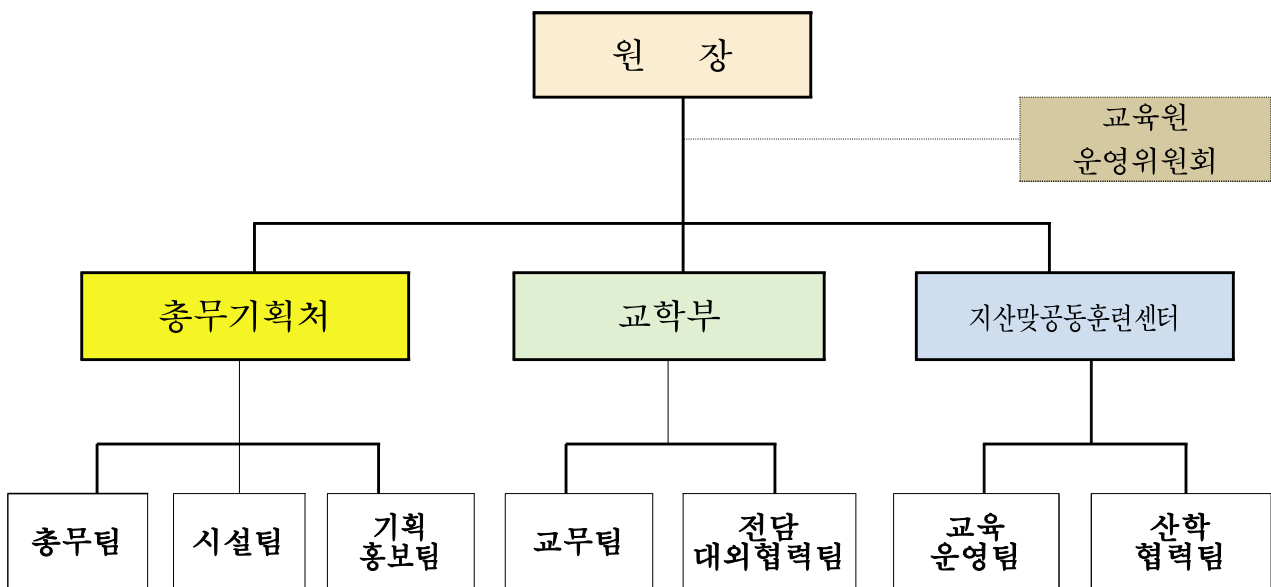 원 장
교육원
운영위원회
총무기획처
교학부
지산맞공동훈련센터
총무팀
시설팀
기획
홍보팀
교무팀
전담
대외협력팀
교육
운영팀
산학
협력팀